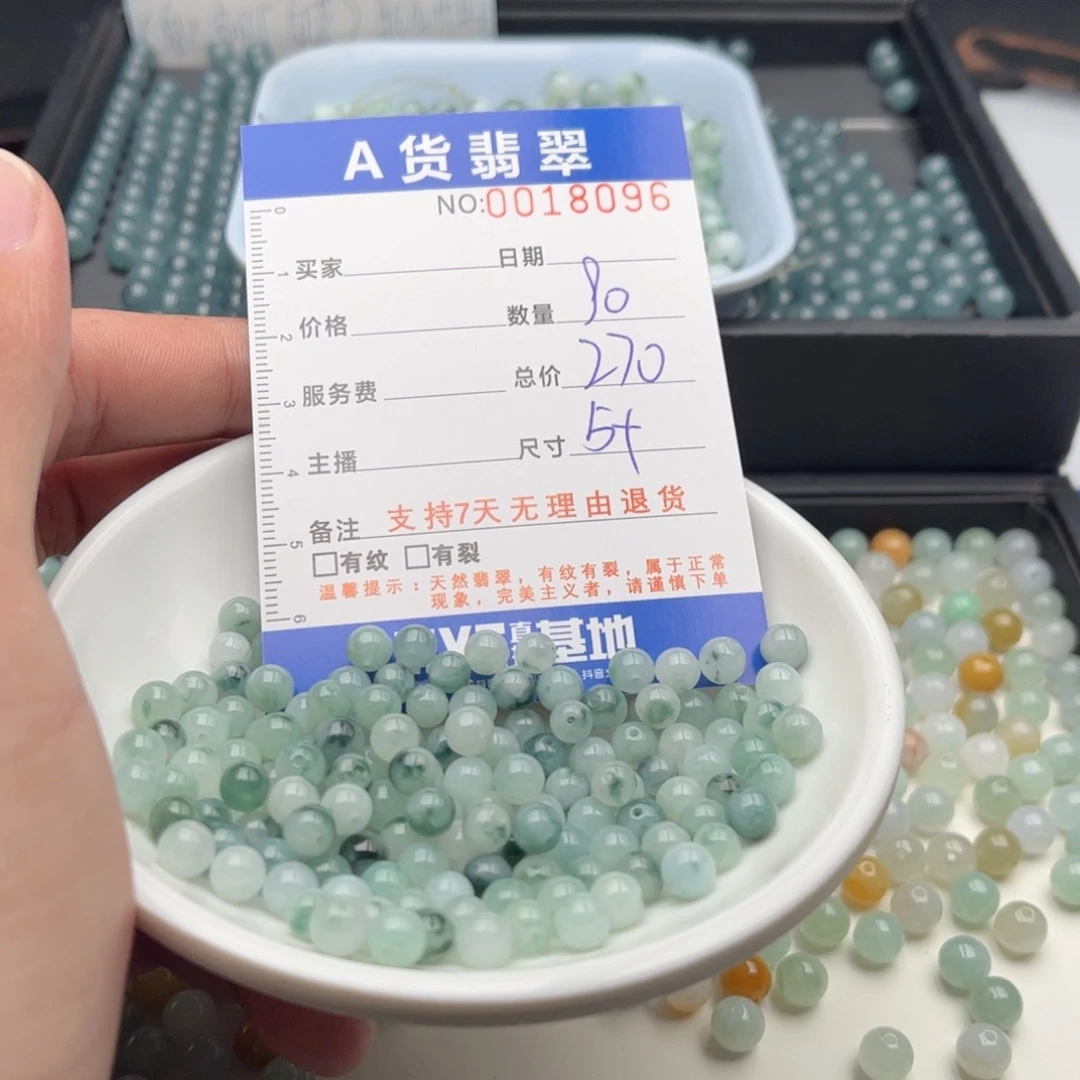 A货翡翠
NO:0018096
买家 日期
价格 数量 90
服务费 总价 270
主播 尺寸 5+
备注 支持7天无理由退货
□有纹 □有裂
温馨提示：天然翡翠，有纹有裂，属于正常
现象，完美主义者，请谨慎下单
基地
抖音
0
1
2
3
4
5
6